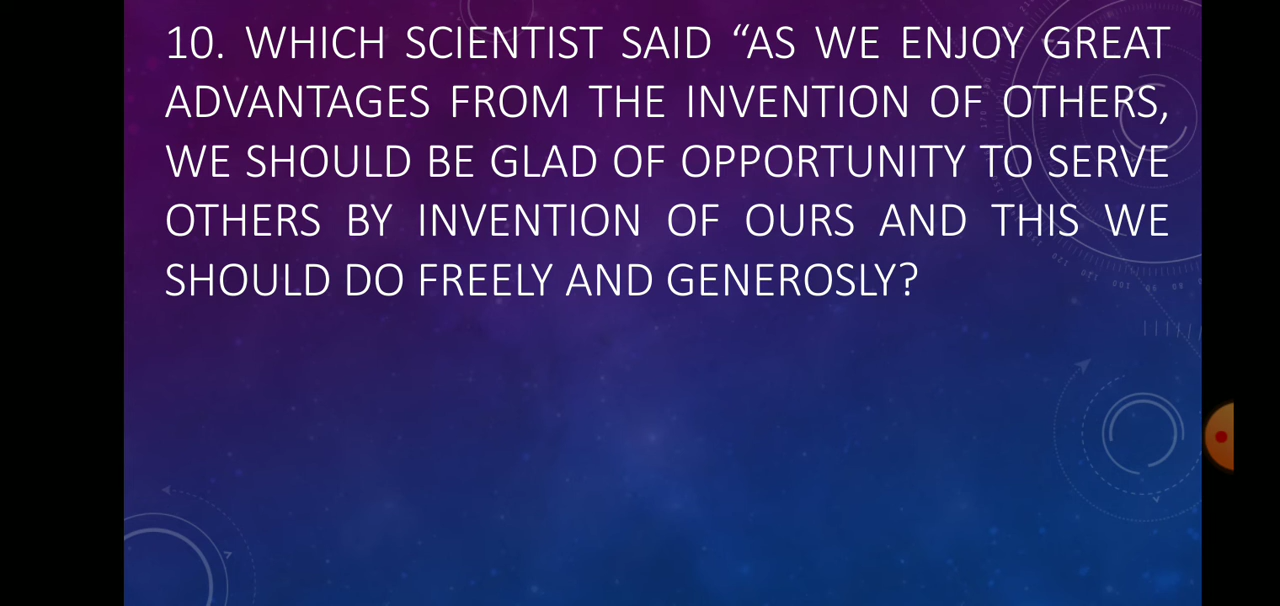 10. WHICH SCIENTIST SAID “AS WE ENJOY GREAT
ADVANTAGES FROM THE INVENTION OF OTHERS,
WE SHOULD BE GLAD OF OPPORTUNITY TO SERVE
OTHERS BY INVENTION OF OURS AND THIS WE
SHOULD DO FREELY AND GENEROSLY?